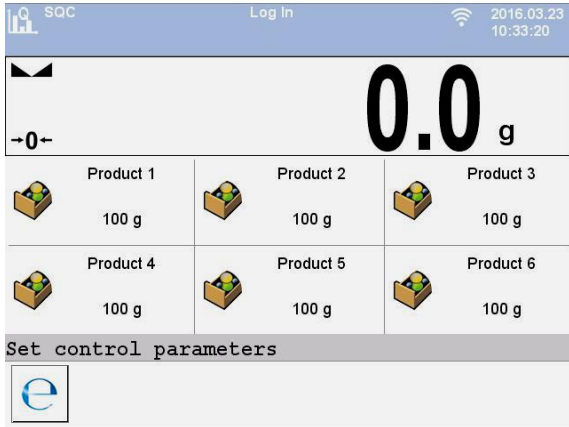 SQC Log In 2016.03.23
10:33:20
0.0 g
→0←
Product 1 Product 2 Product 3
100 g 100 g 100 g
Product 4 Product 5 Product 6
100 g 100 g 100 g
Set control parameters
e